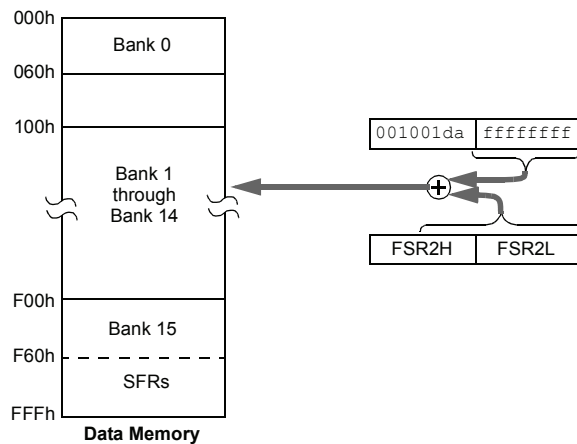 000h
Bank 0
060h
100h
001001da ffffffff
Bank 1
through
Bank 14
FSR2H FSR2L
F00h
Bank 15
F60h
SFRs
FFFh
Data Memory